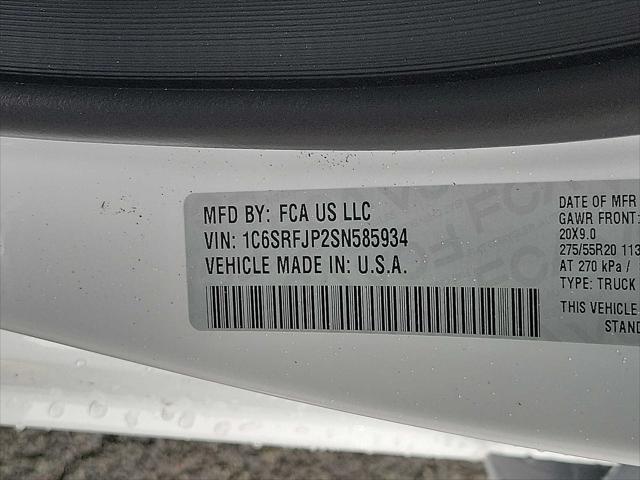 MFD BY: FCA US LLC
VIN: 1C6SRFJP2SN585934
VEHICLE MADE IN: U.S.A.
DATE OF MFR
GAWR FRONT:
20X9.0
275/55R20 113
AT 270 kPa /
TYPE: TRUCK
THIS VEHICLE
STAND